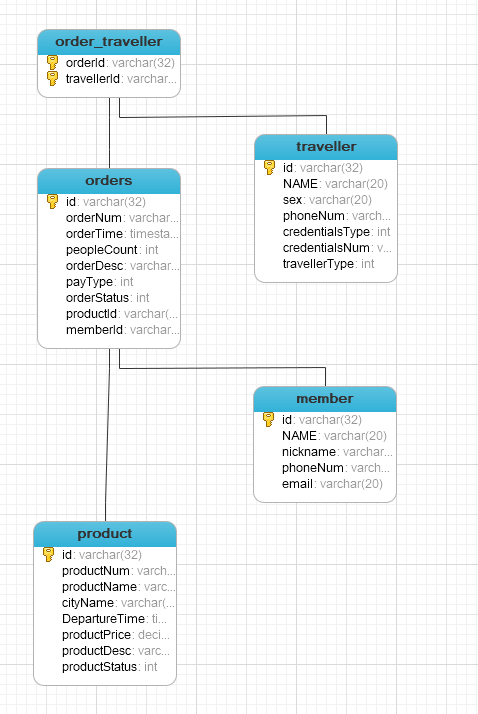 order_traveller
orderId: varchar(32)
travellerId: varchar...
traveller
id: varchar(32)
NAME: varchar(20)
sex: varchar(20)
phoneNum: varch...
credentialsType: int
credentialsNum: v...
travellerType: int
orders
id: varchar(32)
orderNum: varchar...
orderTime: timesta...
peopleCount: int
orderDesc: varchar...
payType: int
orderStatus: int
productId: varchar(...
memberId: varchar...
member
id: varchar(32)
NAME: varchar(20)
nickname: varchar...
phoneNum: varch...
email: varchar(20)
product
id: varchar(32)
productNum: varch...
productName: varc...
cityName: varchar(...
DepartureTime: ti...
productPrice: deci...
productDesc: varc...
productStatus: int